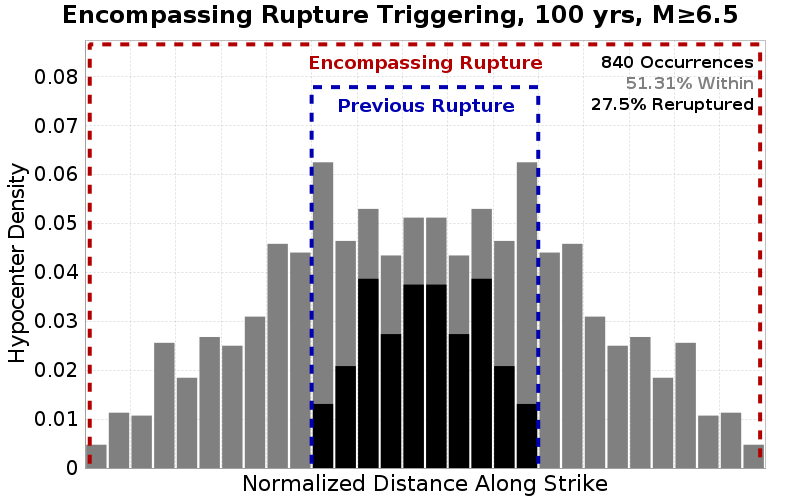 Encompassing Rupture Triggering, 100 yrs, M≥6.5
Encompassing Rupture
840 Occurrences
51.31% Within
Previous Rupture
27.5% Reruptured
0.08
0.07
0.06
0.05
0.04
0.03
0.02
0.01
0
Hypocenter Density
Normalized Distance Along Strike